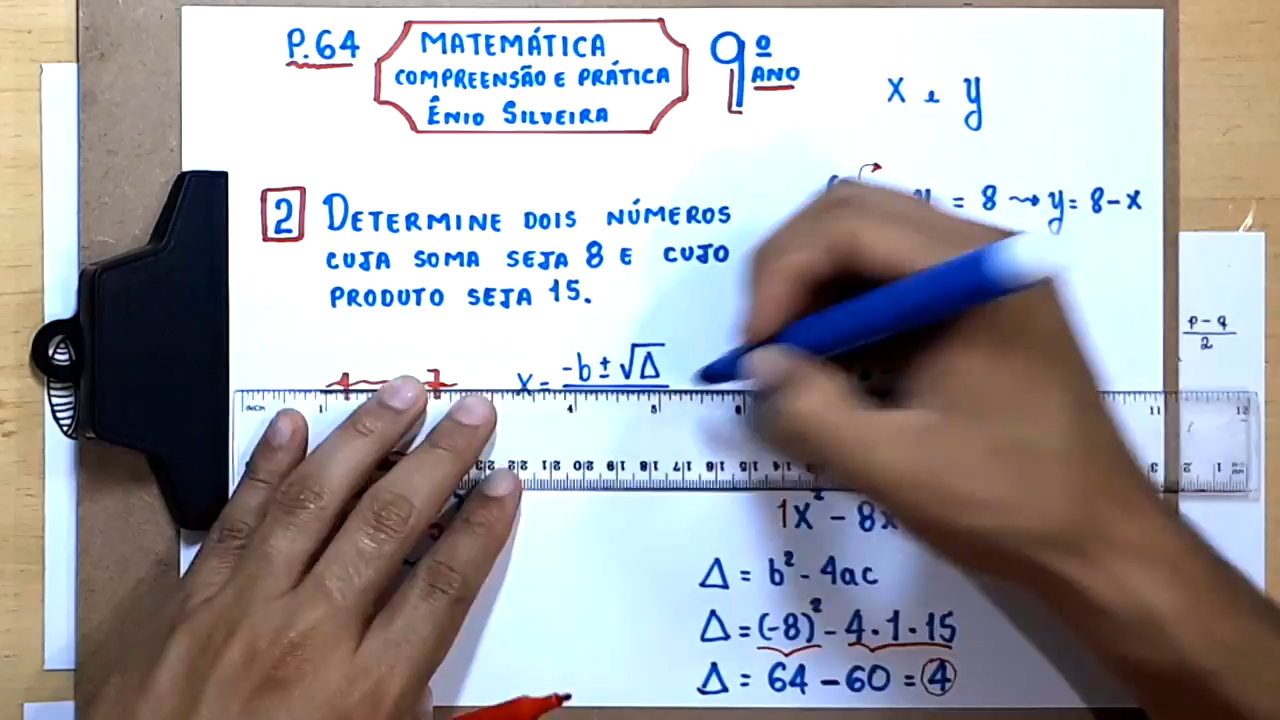 P.64
MATEMÁTICA
COMPREENSÃO E PRÁTICA
ÊNIO SILVEIRA
9º ANO
x e y
= 8 → y = 8 - x
2 DETERMINE DOIS NÚMEROS
CUJA SOMA SEJA 8 E CUJO
PRODUTO SEJA 15.
p - q
2
x = -b ± √Δ
1x² - 8x
Δ = b² - 4ac
Δ = (-8)² - 4.1.15
Δ = 64 - 60 = 4